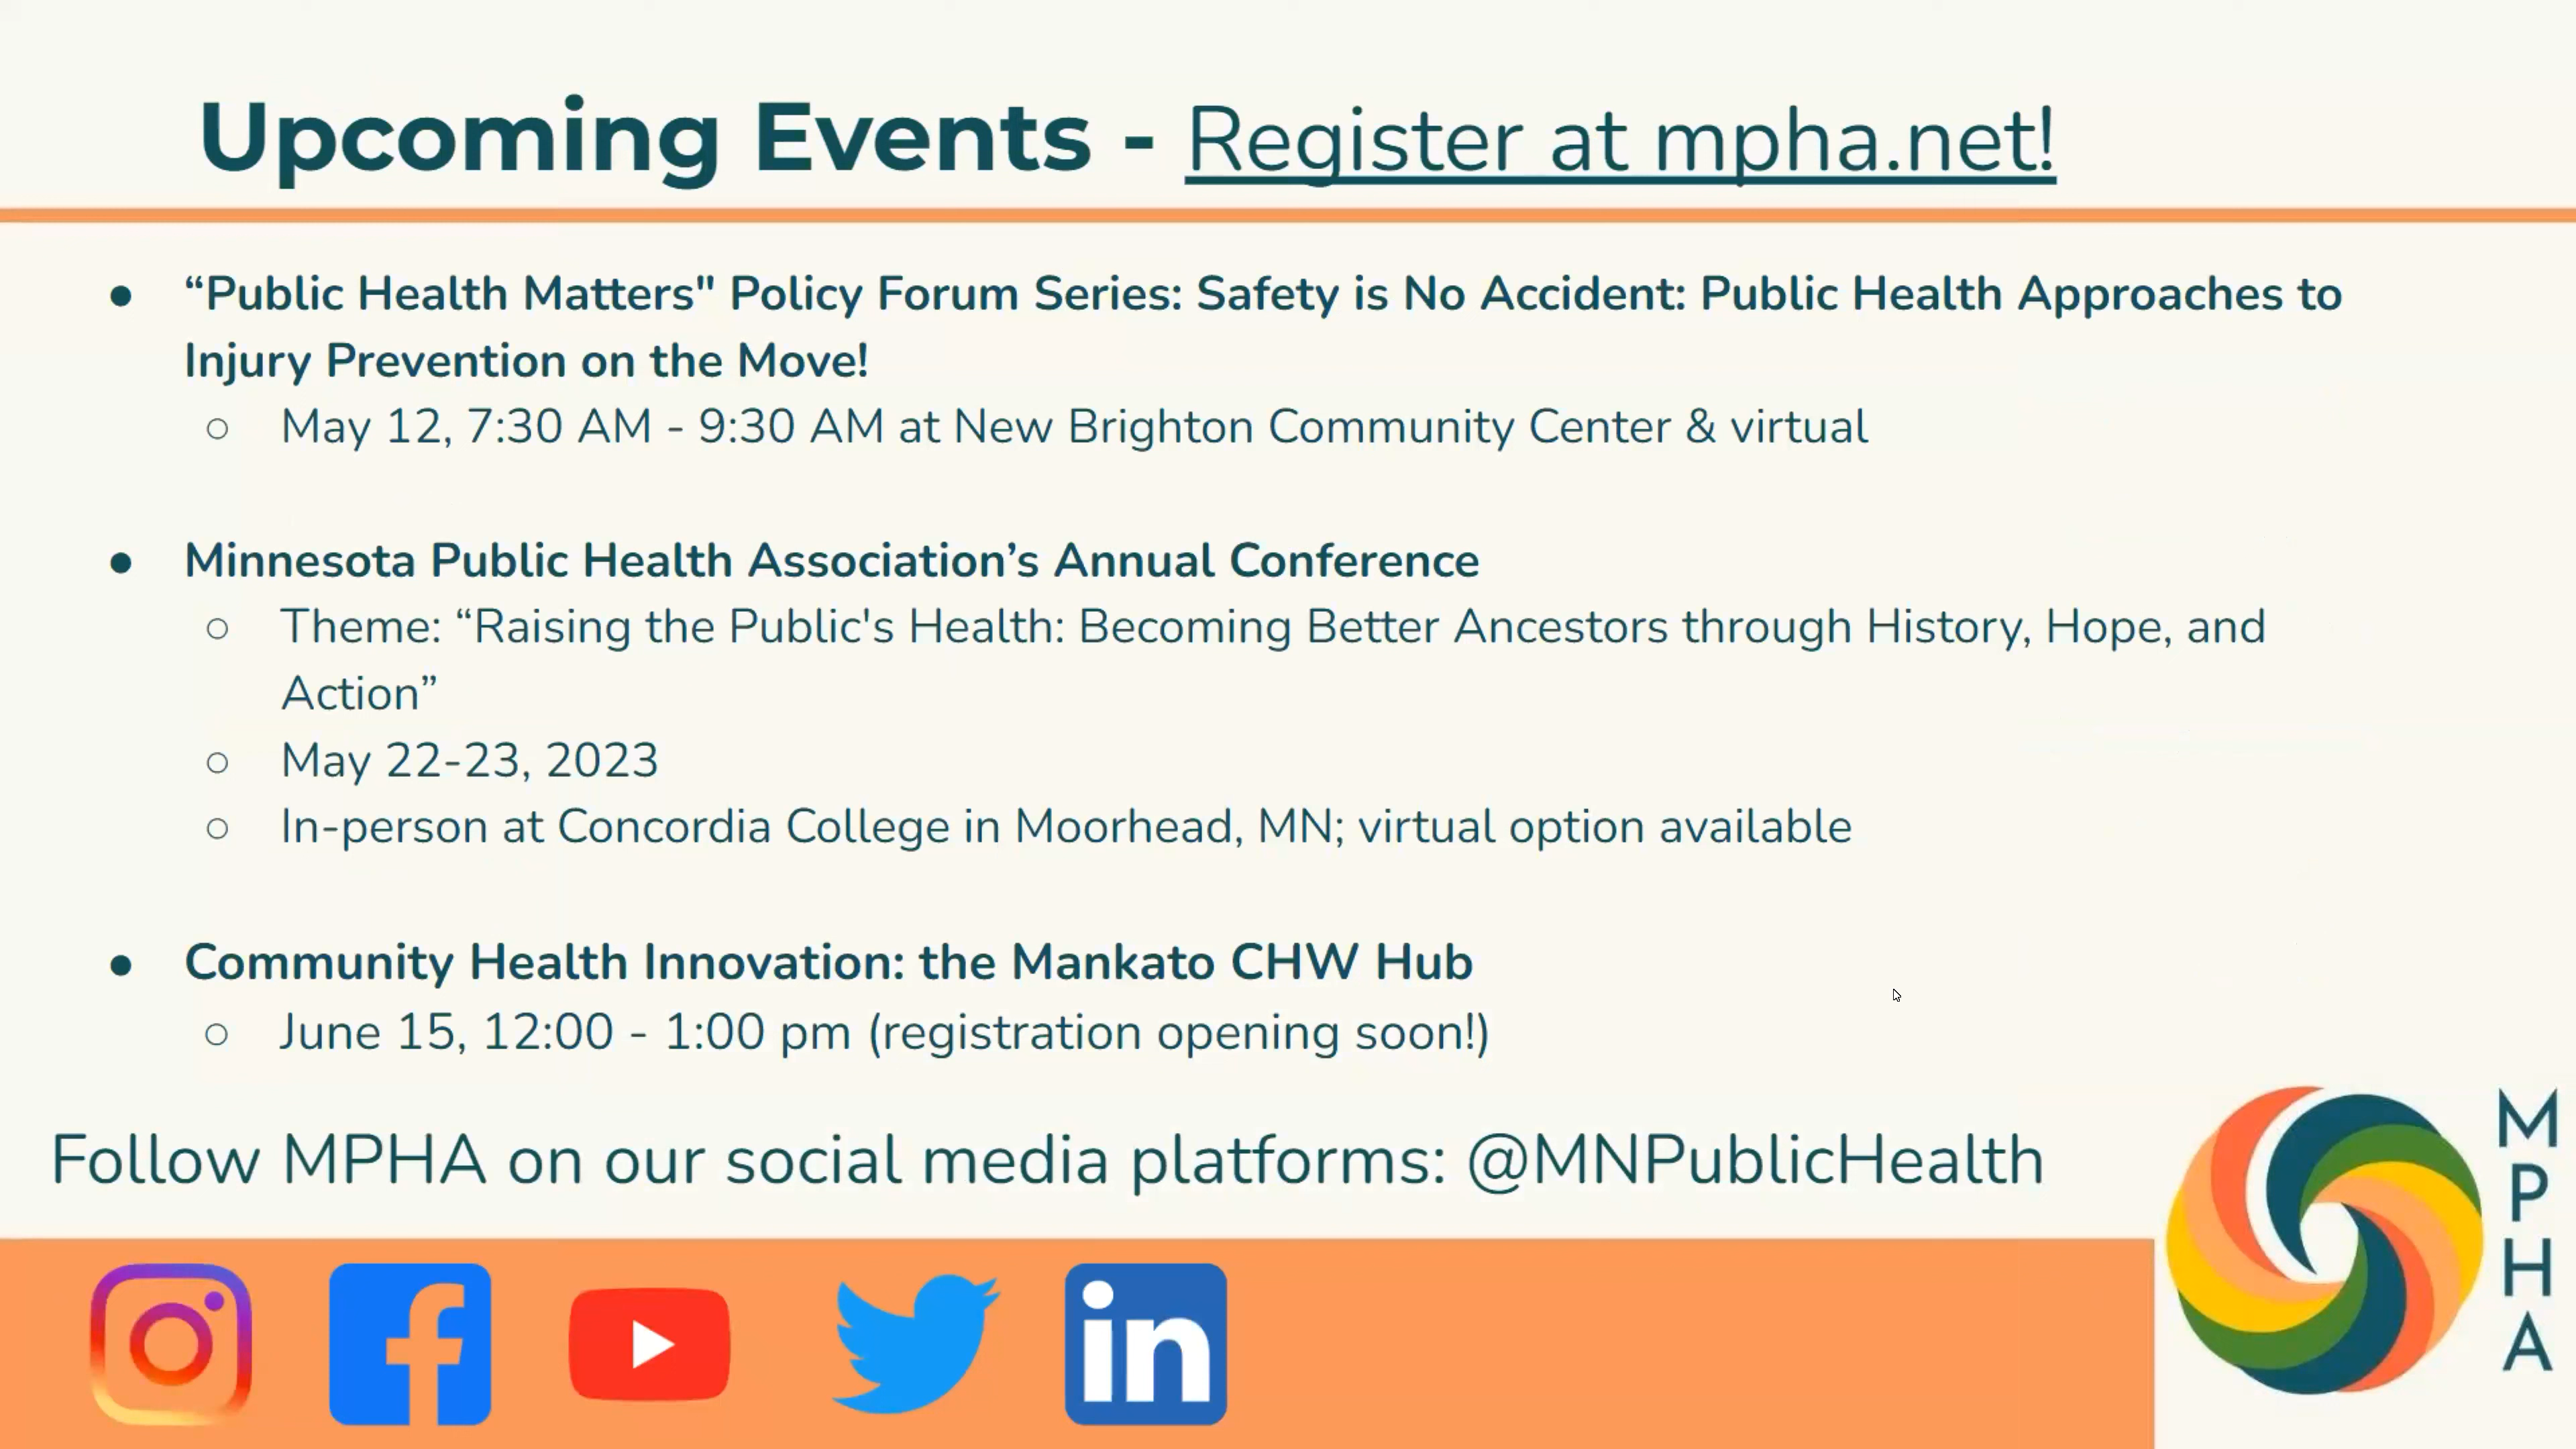 Upcoming Events - Register at mpha.net!
● “Public Health Matters" Policy Forum Series: Safety is No Accident: Public Health Approaches to
Injury Prevention on the Move!
○ May 12, 7:30 AM - 9:30 AM at New Brighton Community Center & virtual
● Minnesota Public Health Association’s Annual Conference
○ Theme: “Raising the Public's Health: Becoming Better Ancestors through History, Hope, and
Action”
○ May 22-23, 2023
○ In-person at Concordia College in Moorhead, MN; virtual option available
● Community Health Innovation: the Mankato CHW Hub
○ June 15, 12:00 - 1:00 pm (registration opening soon!)
Follow MPHA on our social media platforms: @MNPublicHealth
in
M
P
H
A